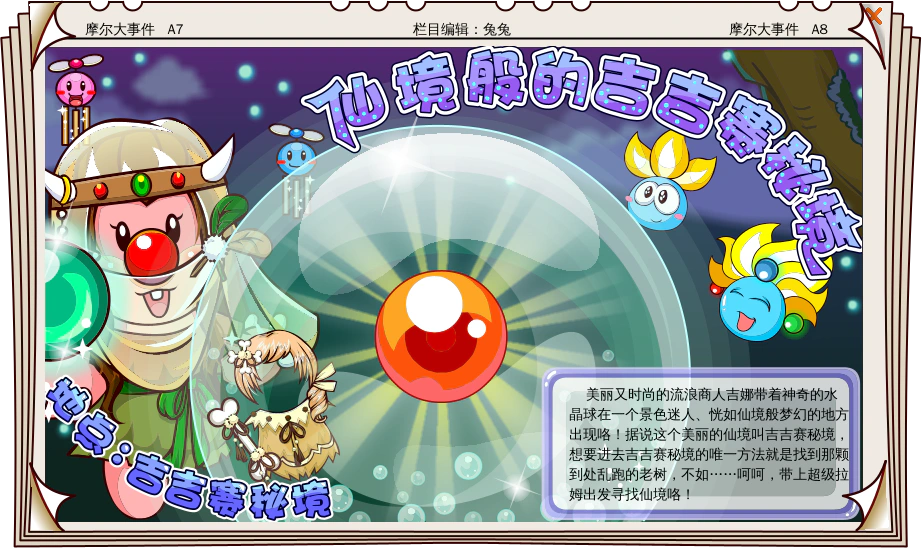 摩尔大事件 A7
栏目编辑：兔兔
摩尔大事件 A8
仙境般的吉吉寨秘境
地点：吉吉寨秘境
美丽又时尚的流浪商人吉娜带着神奇的水
晶球在一个景色迷人、恍如仙境般梦幻的地方
出现咯！据说这个美丽的仙境叫吉吉赛秘境，
想要进去吉吉赛秘境的唯一方法就是找到那颗
到处乱跑的老树，不如……呵呵，带上超级拉
姆出发寻找仙境咯！